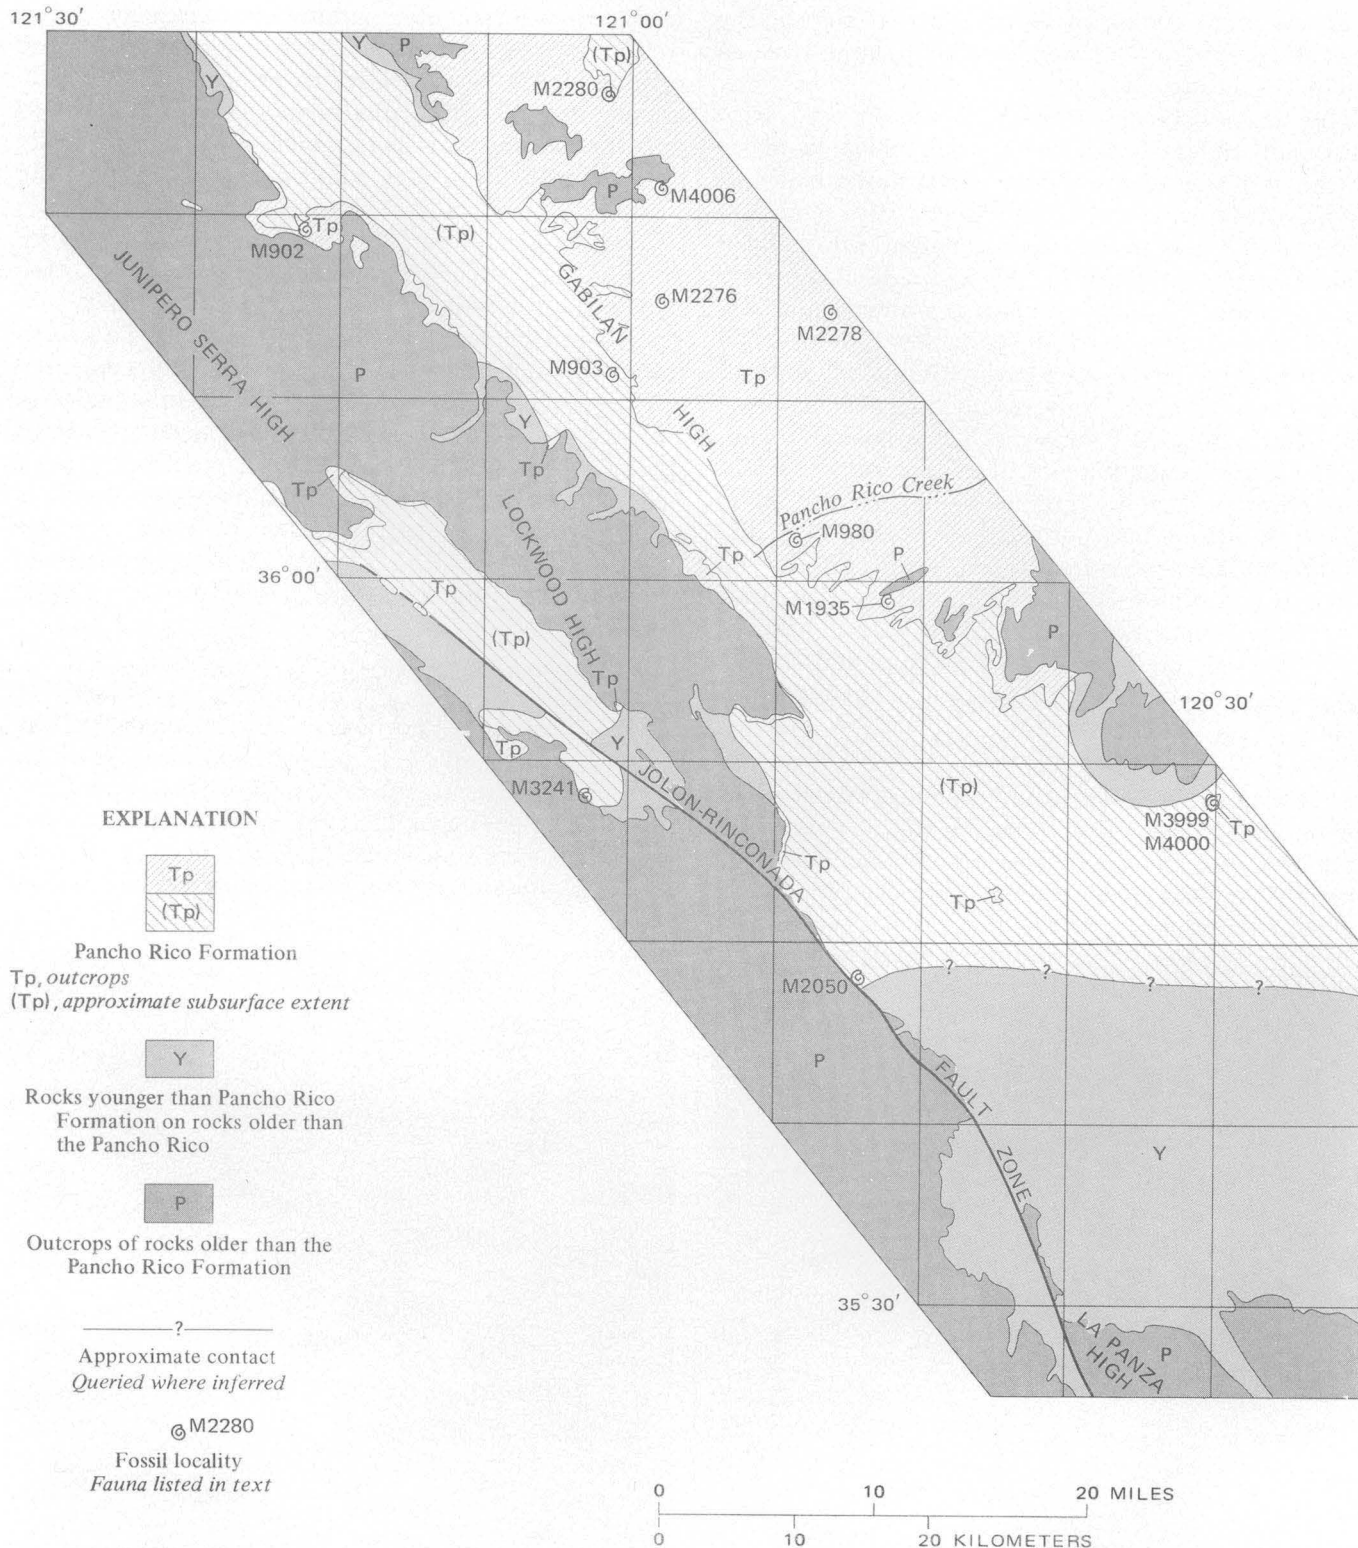 121°30′
121°00′
Y
P
(Tp)
Y
M2280
P
M4006
Tp
(Tp)
M902
JUNIPERO SERRA HIGH
GABILAN HIGH
M2276
M2278
P
M903
Tp
Y
Tp
Tp
LOCKWOOD HIGH
Pancho Rico Creek
M980
Tp
P
36°00′
Tp
M1935
(Tp)
P
Tp
120°30′
Tp
Y
M3241
JOLON-RINCONADA FAULT ZONE
(Tp)
M3999
M4000
Tp
Tp
Tp
M2050
? ? ? ?
P
Y
35°30′
LA PANZA HIGH
P
EXPLANATION
Tp
(Tp)
Pancho Rico Formation
Tp, outcrops
(Tp), approximate subsurface extent
Y
Rocks younger than Pancho Rico
Formation on rocks older than
the Pancho Rico
P
Outcrops of rocks older than the
Pancho Rico Formation
?
Approximate contact
Queried where inferred
M2280
Fossil locality
Fauna listed in text
0 10 20 MILES
0 10 20 KILOMETERS